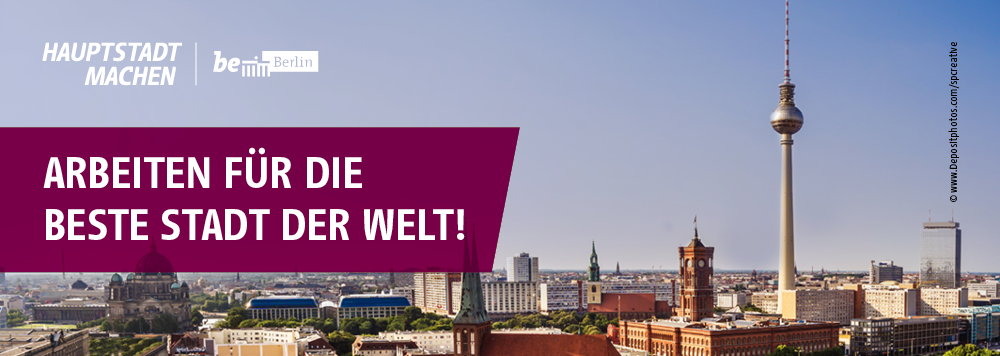 HAUPTSTADT
MACHEN
be Berlin
ARBEITEN FÜR DIE
BESTE STADT DER WELT!
© www.Depositphotos.com/spcreative